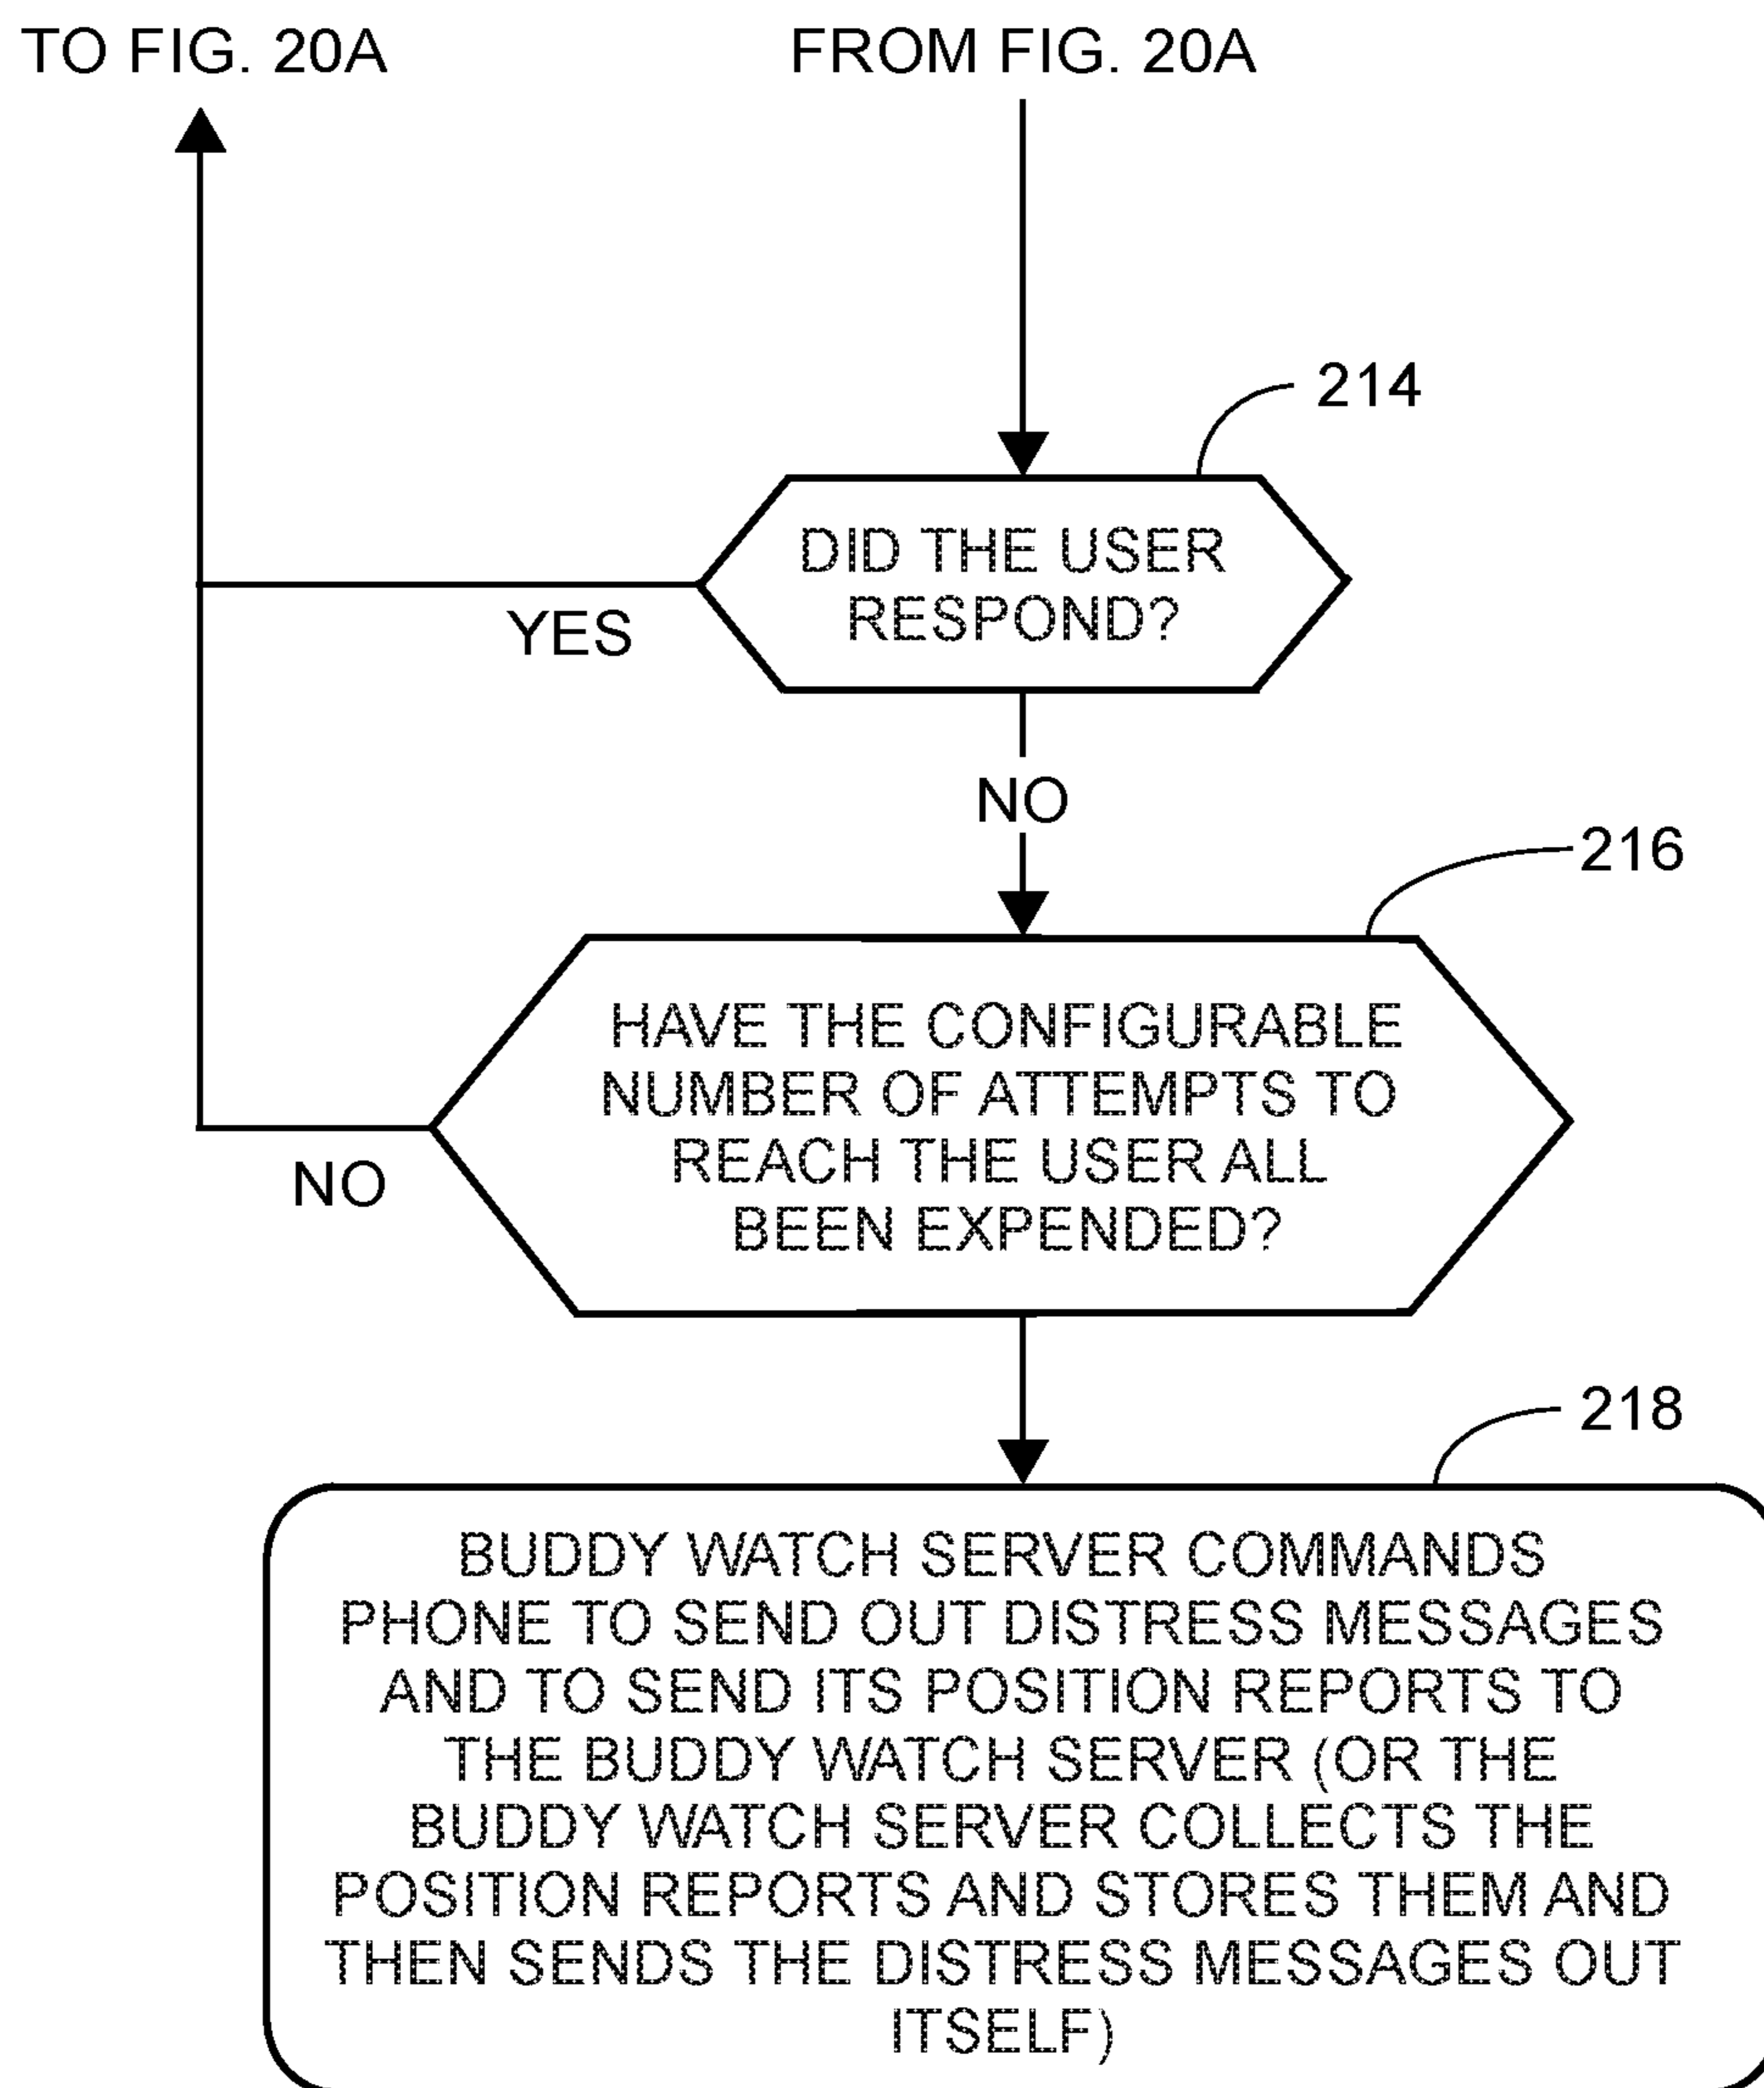 TO FIG. 20A
FROM FIG. 20A
214
DID THE USER
RESPOND?
YES
NO
216
HAVE THE CONFIGURABLE
NUMBER OF ATTEMPTS TO
REACH THE USER ALL
BEEN EXPENDED?
NO
218
BUDDY WATCH SERVER COMMANDS
PHONE TO SEND OUT DISTRESS MESSAGES
AND TO SEND ITS POSITION REPORTS TO
THE BUDDY WATCH SERVER (OR THE
BUDDY WATCH SERVER COLLECTS THE
POSITION REPORTS AND STORES THEM AND
THEN SENDS THE DISTRESS MESSAGES OUT
ITSELF)